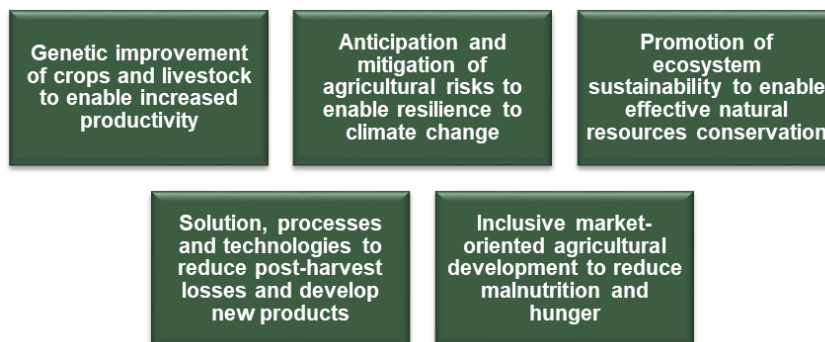 Genetic improvement
of crops and livestock
to enable increased
productivity
Anticipation and
mitigation of
agricultural risks to
enable resilience to
climate change
Promotion of
ecosystem
sustainability to enable
effective natural
resources conservation
Solution, processes
and technologies to
reduce post-harvest
losses and develop
new products
Inclusive market-
oriented agricultural
development to reduce
malnutrition and
hunger